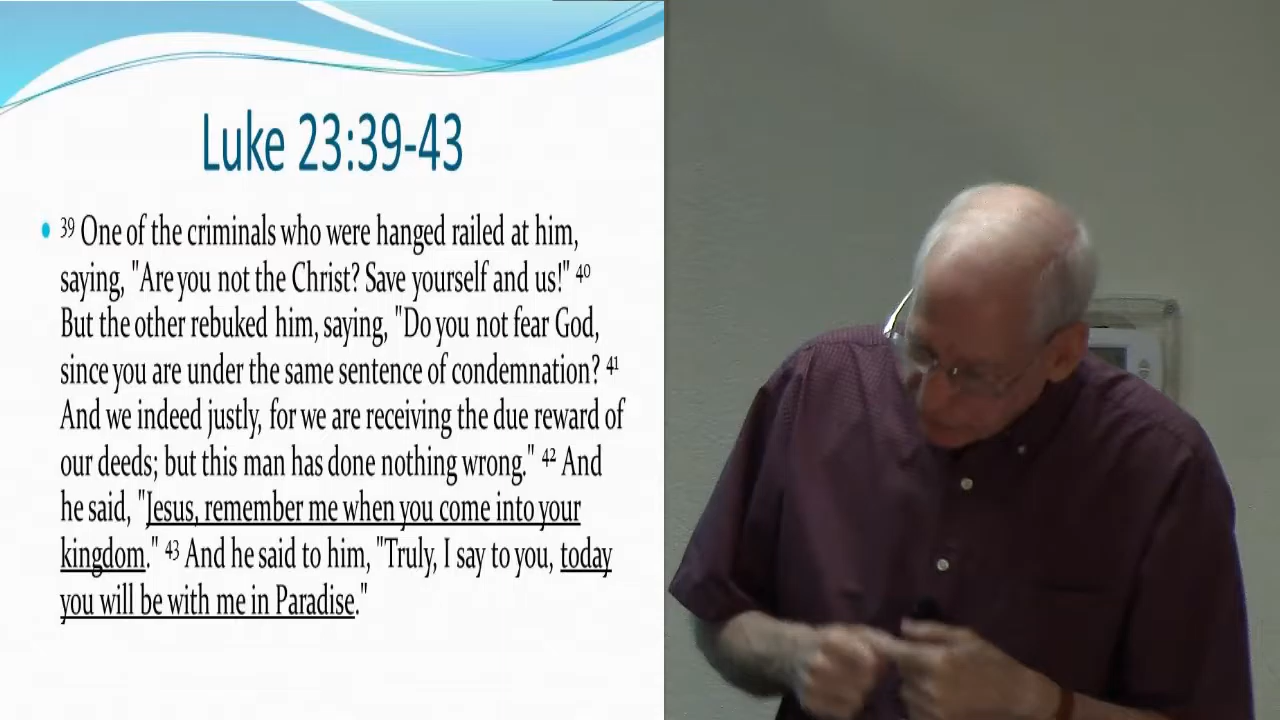 Luke 23:39-43
• 39 One of the criminals who were hanged railed at him,
saying, "Are you not the Christ? Save yourself and us!" 40
But the other rebuked him, saying, "Do you not fear God,
since you are under the same sentence of condemnation? 41
And we indeed justly, for we are receiving the due reward of
our deeds; but this man has done nothing wrong." 42 And
he said, "Jesus, remember me when you come into your
kingdom." 43 And he said to him, "Truly, I say to you, today
you will be with me in Paradise."